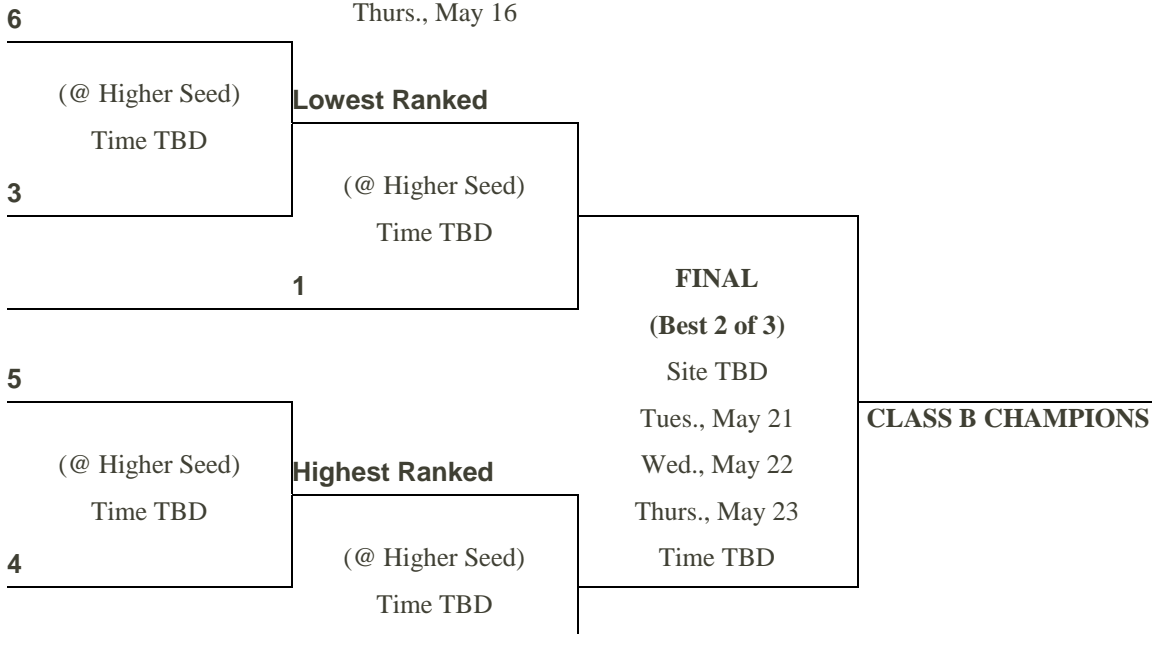 6
Thurs., May 16
(@ Higher Seed)
Time TBD
Lowest Ranked
3
(@ Higher Seed)
Time TBD
1
FINAL
(Best 2 of 3)
Site TBD
Tues., May 21
Wed., May 22
Thurs., May 23
Time TBD
CLASS B CHAMPIONS
5
(@ Higher Seed)
Time TBD
Highest Ranked
4
(@ Higher Seed)
Time TBD